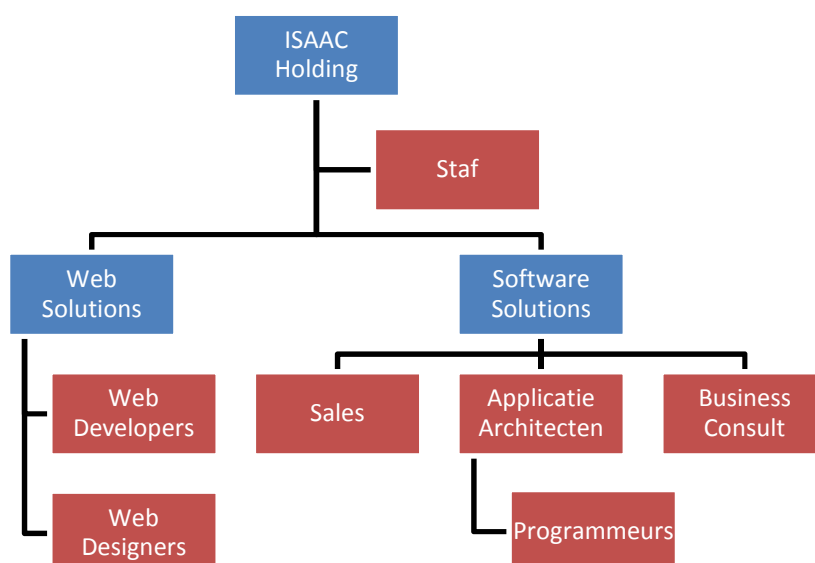 ISAAC
Holding
Staf
Web
Solutions
Software
Solutions
Web
Developers
Sales
Applicatie
Architecten
Business
Consult
Web
Designers
Programmeurs